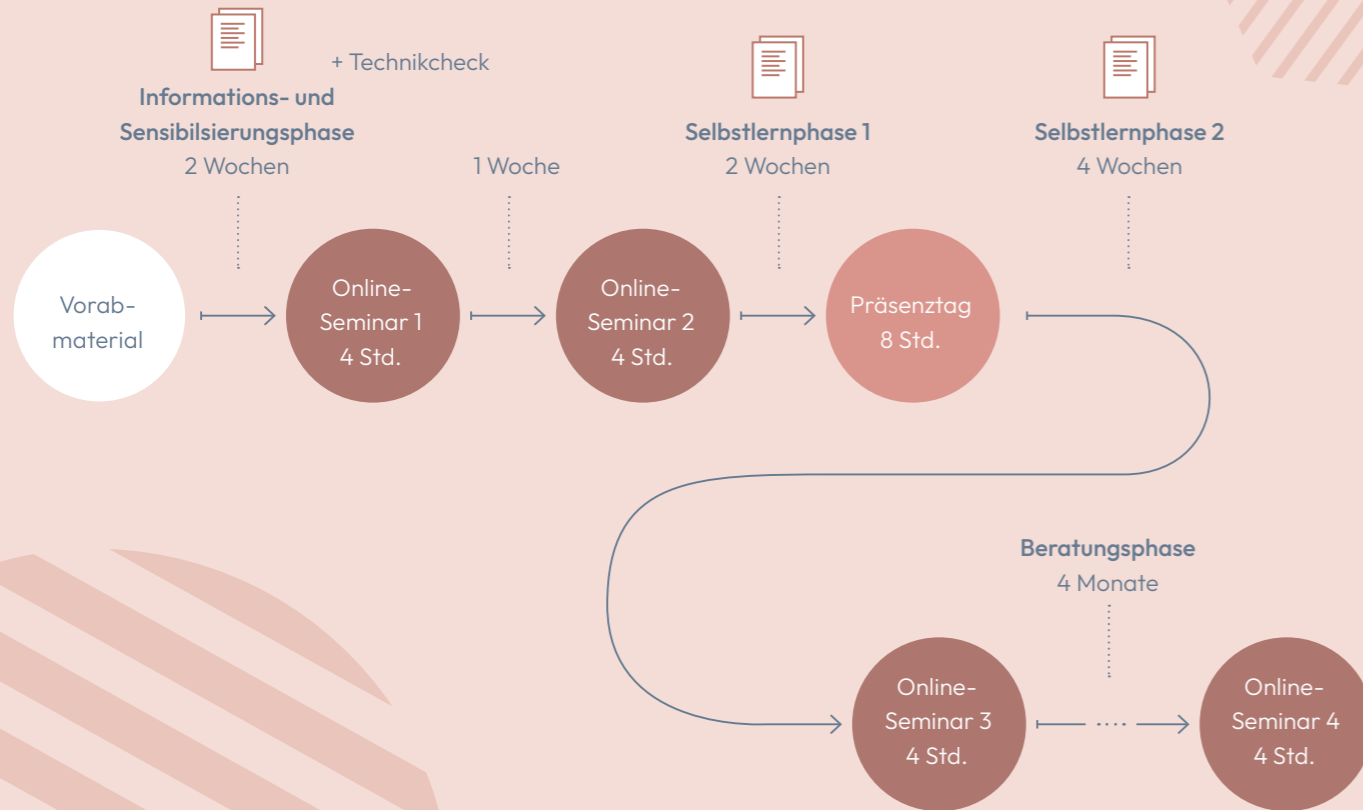 + Technikcheck
Informations- und
Sensibilsierungsphase
2 Wochen
1 Woche
Selbstlernphase 1
2 Wochen
Selbstlernphase 2
4 Wochen
Vorab-
material
Online-
Seminar 1
4 Std.
Online-
Seminar 2
4 Std.
Präsenztag
8 Std.
Beratungsphase
4 Monate
Online-
Seminar 3
4 Std.
Online-
Seminar 4
4 Std.